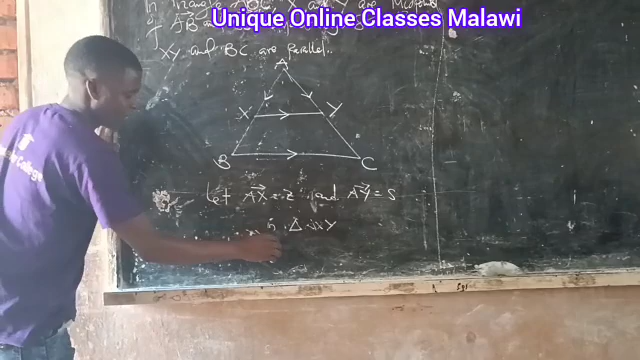 Unique Online Classes Malawi
In Triangle ABC, X and Y are Midpoints
of AB
XY and BC are parallel.
A
X
Y
B
C
Let AX = z and AY = s
in Δ